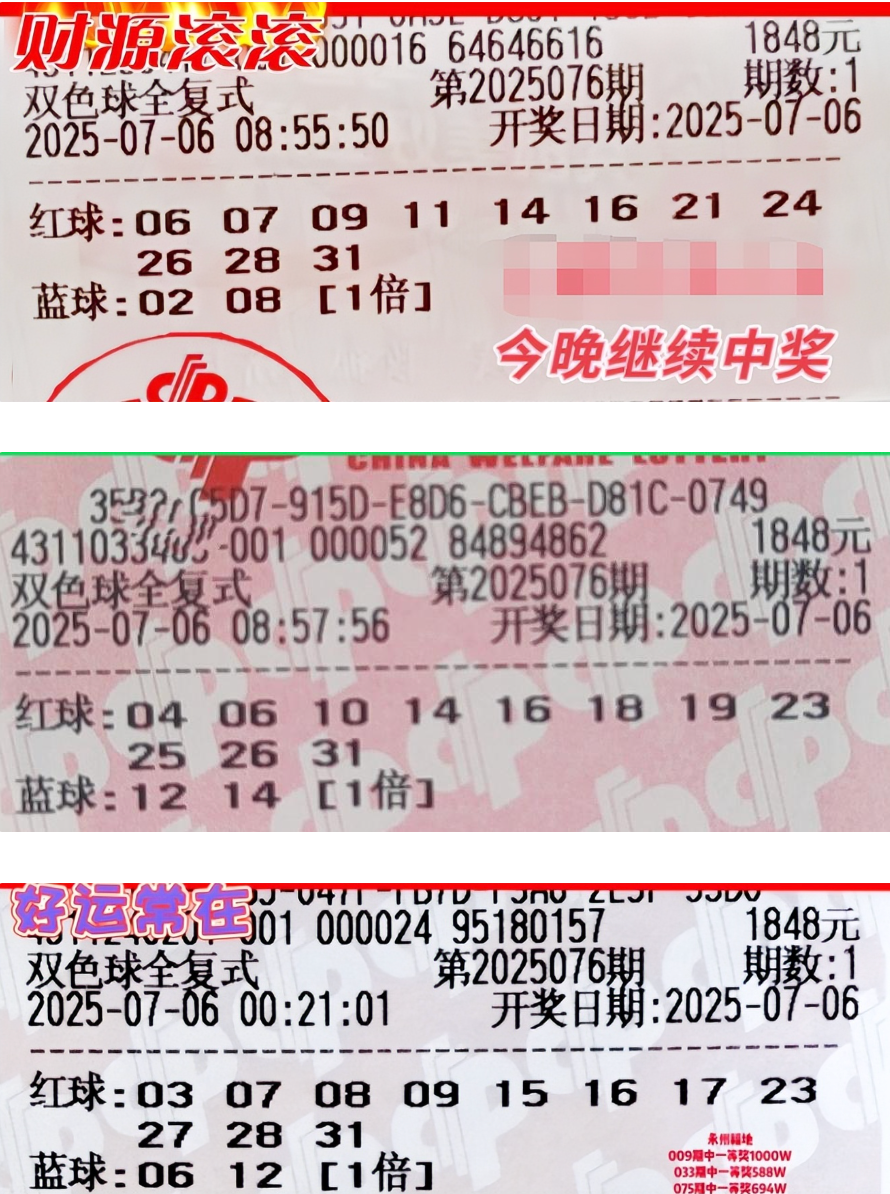 财源滚滚
000016 64646616 1848元
双色球全复式 第2025076期 期数:1
2025-07-06 08:55:50 开奖日期:2025-07-06
红球:06 07 09 11 14 16 21 24
26 28 31
蓝球:02 08 [1倍]
今晚继续中奖
CHINA WELFARE LOTTERY
C5D7-915D-E8D6-CBEB-D81C-0749
-001 000052 84894862 1848元
双色球全复式 第2025076期 期数:1
2025-07-06 08:57:56 开奖日期:2025-07-06
红球:04 06 10 14 16 18 19 23
25 26 31
蓝球:12 14 [1倍]
好运常在
001 000024 95180157 1848元
双色球全复式 第2025076期 期数:1
2025-07-06 00:21:01 开奖日期:2025-07-06
红球:03 07 08 09 15 16 17 23
27 28 31
蓝球:06 12 [1倍]
永州福地
009期中一等奖1000W
033期中一等奖588W
075期中一等奖694W